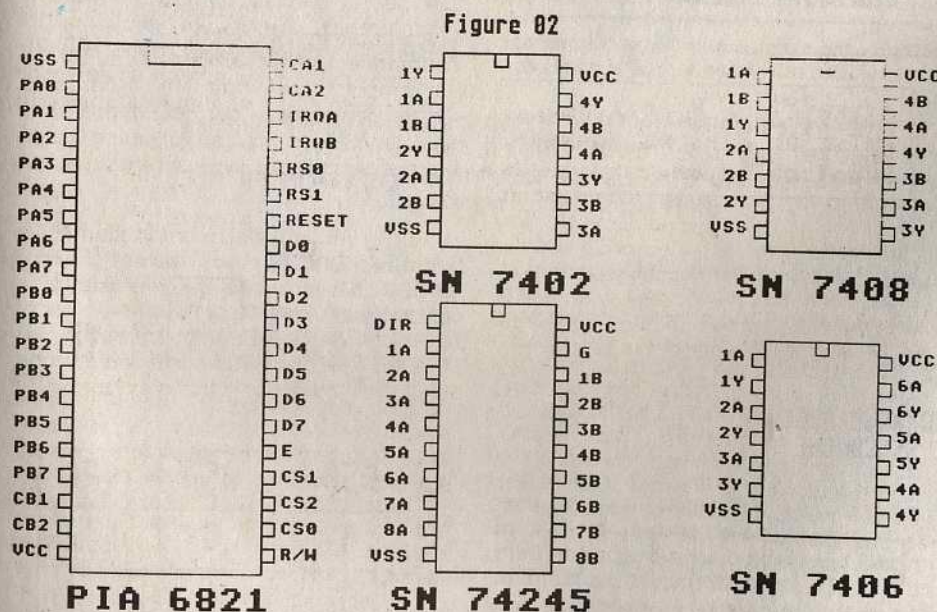 Figure 02
VSS CA1
PA0 CA2
PA1 IRQA
PA2 IRQB
PA3 RS0
PA4 RS1
PA5 RESET
PA6 D0
PA7 D1
PB0 D2
PB1 D3
PB2 D4
PB3 D5
PB4 D6
PB5 D7
PB6 E
PB7 CS1
CB1 CS2
CB2 CS0
VCC R/W
PIA 6821
1Y VCC
1A 4Y
1B 4B
2Y 4A
2A 3Y
2B 3B
VSS 3A
SN 7402
1A VCC
1B 4B
1Y 4A
2A 4Y
2B 3B
2Y 3A
VSS 3Y
SN 7408
DIR VCC
1A G
2A 1B
3A 2B
4A 3B
5A 4B
6A 5B
7A 6B
8A 7B
VSS 8B
SN 74245
1A VCC
1Y 6A
2A 6Y
2Y 5A
3A 5Y
3Y 4A
VSS 4Y
SN 7406